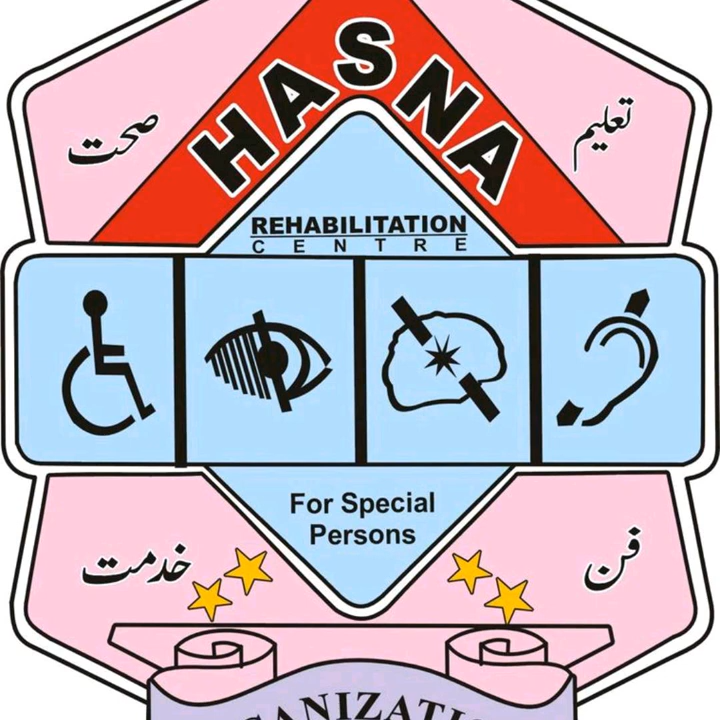 HASNA
صحت
تعلیم
REHABILITATION
CENTRE
For Special
Persons
خدمت
فن